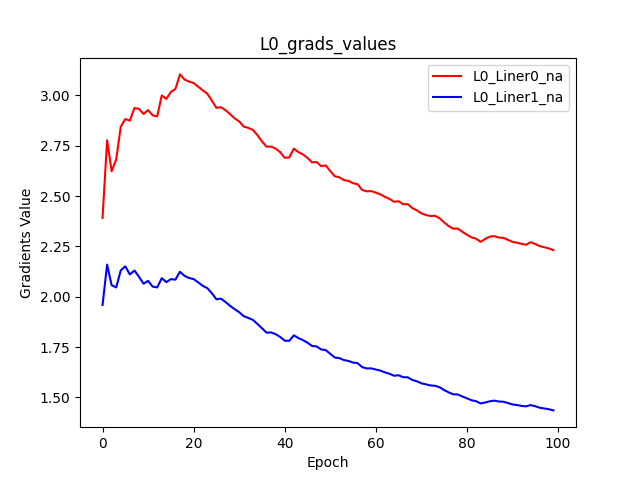 L0_grads_values
L0_Liner0_na
L0_Liner1_na
Gradients Value
3.00
2.75
2.50
2.25
2.00
1.75
1.50
0 20 40 60 80 100
Epoch